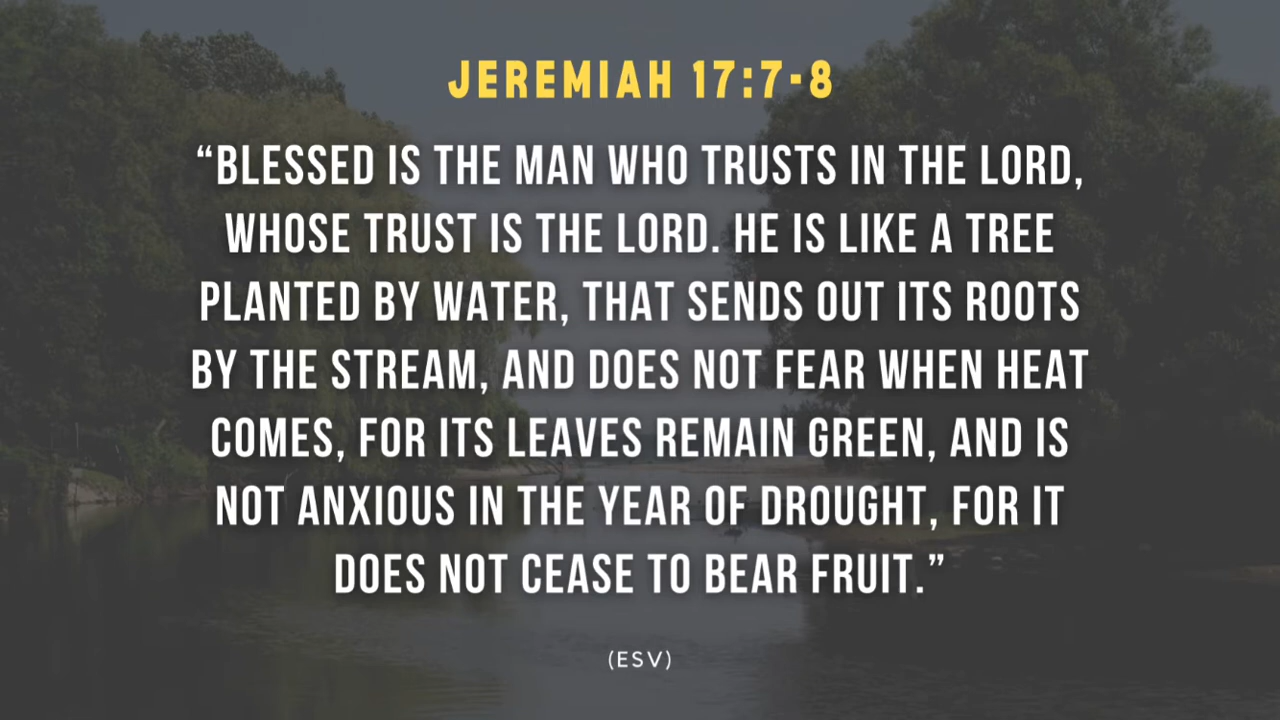 JEREMIAH 17:7-8
“BLESSED IS THE MAN WHO TRUSTS IN THE LORD,
WHOSE TRUST IS THE LORD. HE IS LIKE A TREE
PLANTED BY WATER, THAT SENDS OUT ITS ROOTS
BY THE STREAM, AND DOES NOT FEAR WHEN HEAT
COMES, FOR ITS LEAVES REMAIN GREEN, AND IS
NOT ANXIOUS IN THE YEAR OF DROUGHT, FOR IT
DOES NOT CEASE TO BEAR FRUIT.”
(ESV)